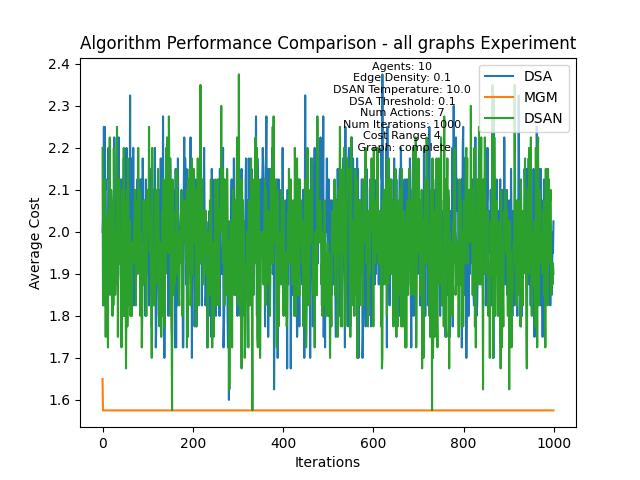 Algorithm Performance Comparison - all graphs Experiment
Agents: 10
Edge Density: 0.1
DSAN Temperature: 10.0
DSA Threshold: 0.1
Num Actions: 7
Num Iterations: 1000
Cost Range: 4
Graph: complete
DSA
MGM
DSAN
Average Cost
2.4
2.3
2.2
2.1
2.0
1.9
1.8
1.7
1.6
0
200
400
600
800
1000
Iterations